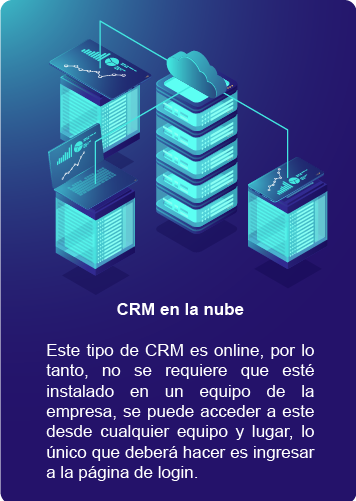 CRM en la nube
Este tipo de CRM es online, por lo
tanto, no se requiere que esté
instalado en un equipo de la
empresa, se puede acceder a este
desde cualquier equipo y lugar, lo
único que deberá hacer es ingresar
a la página de login.